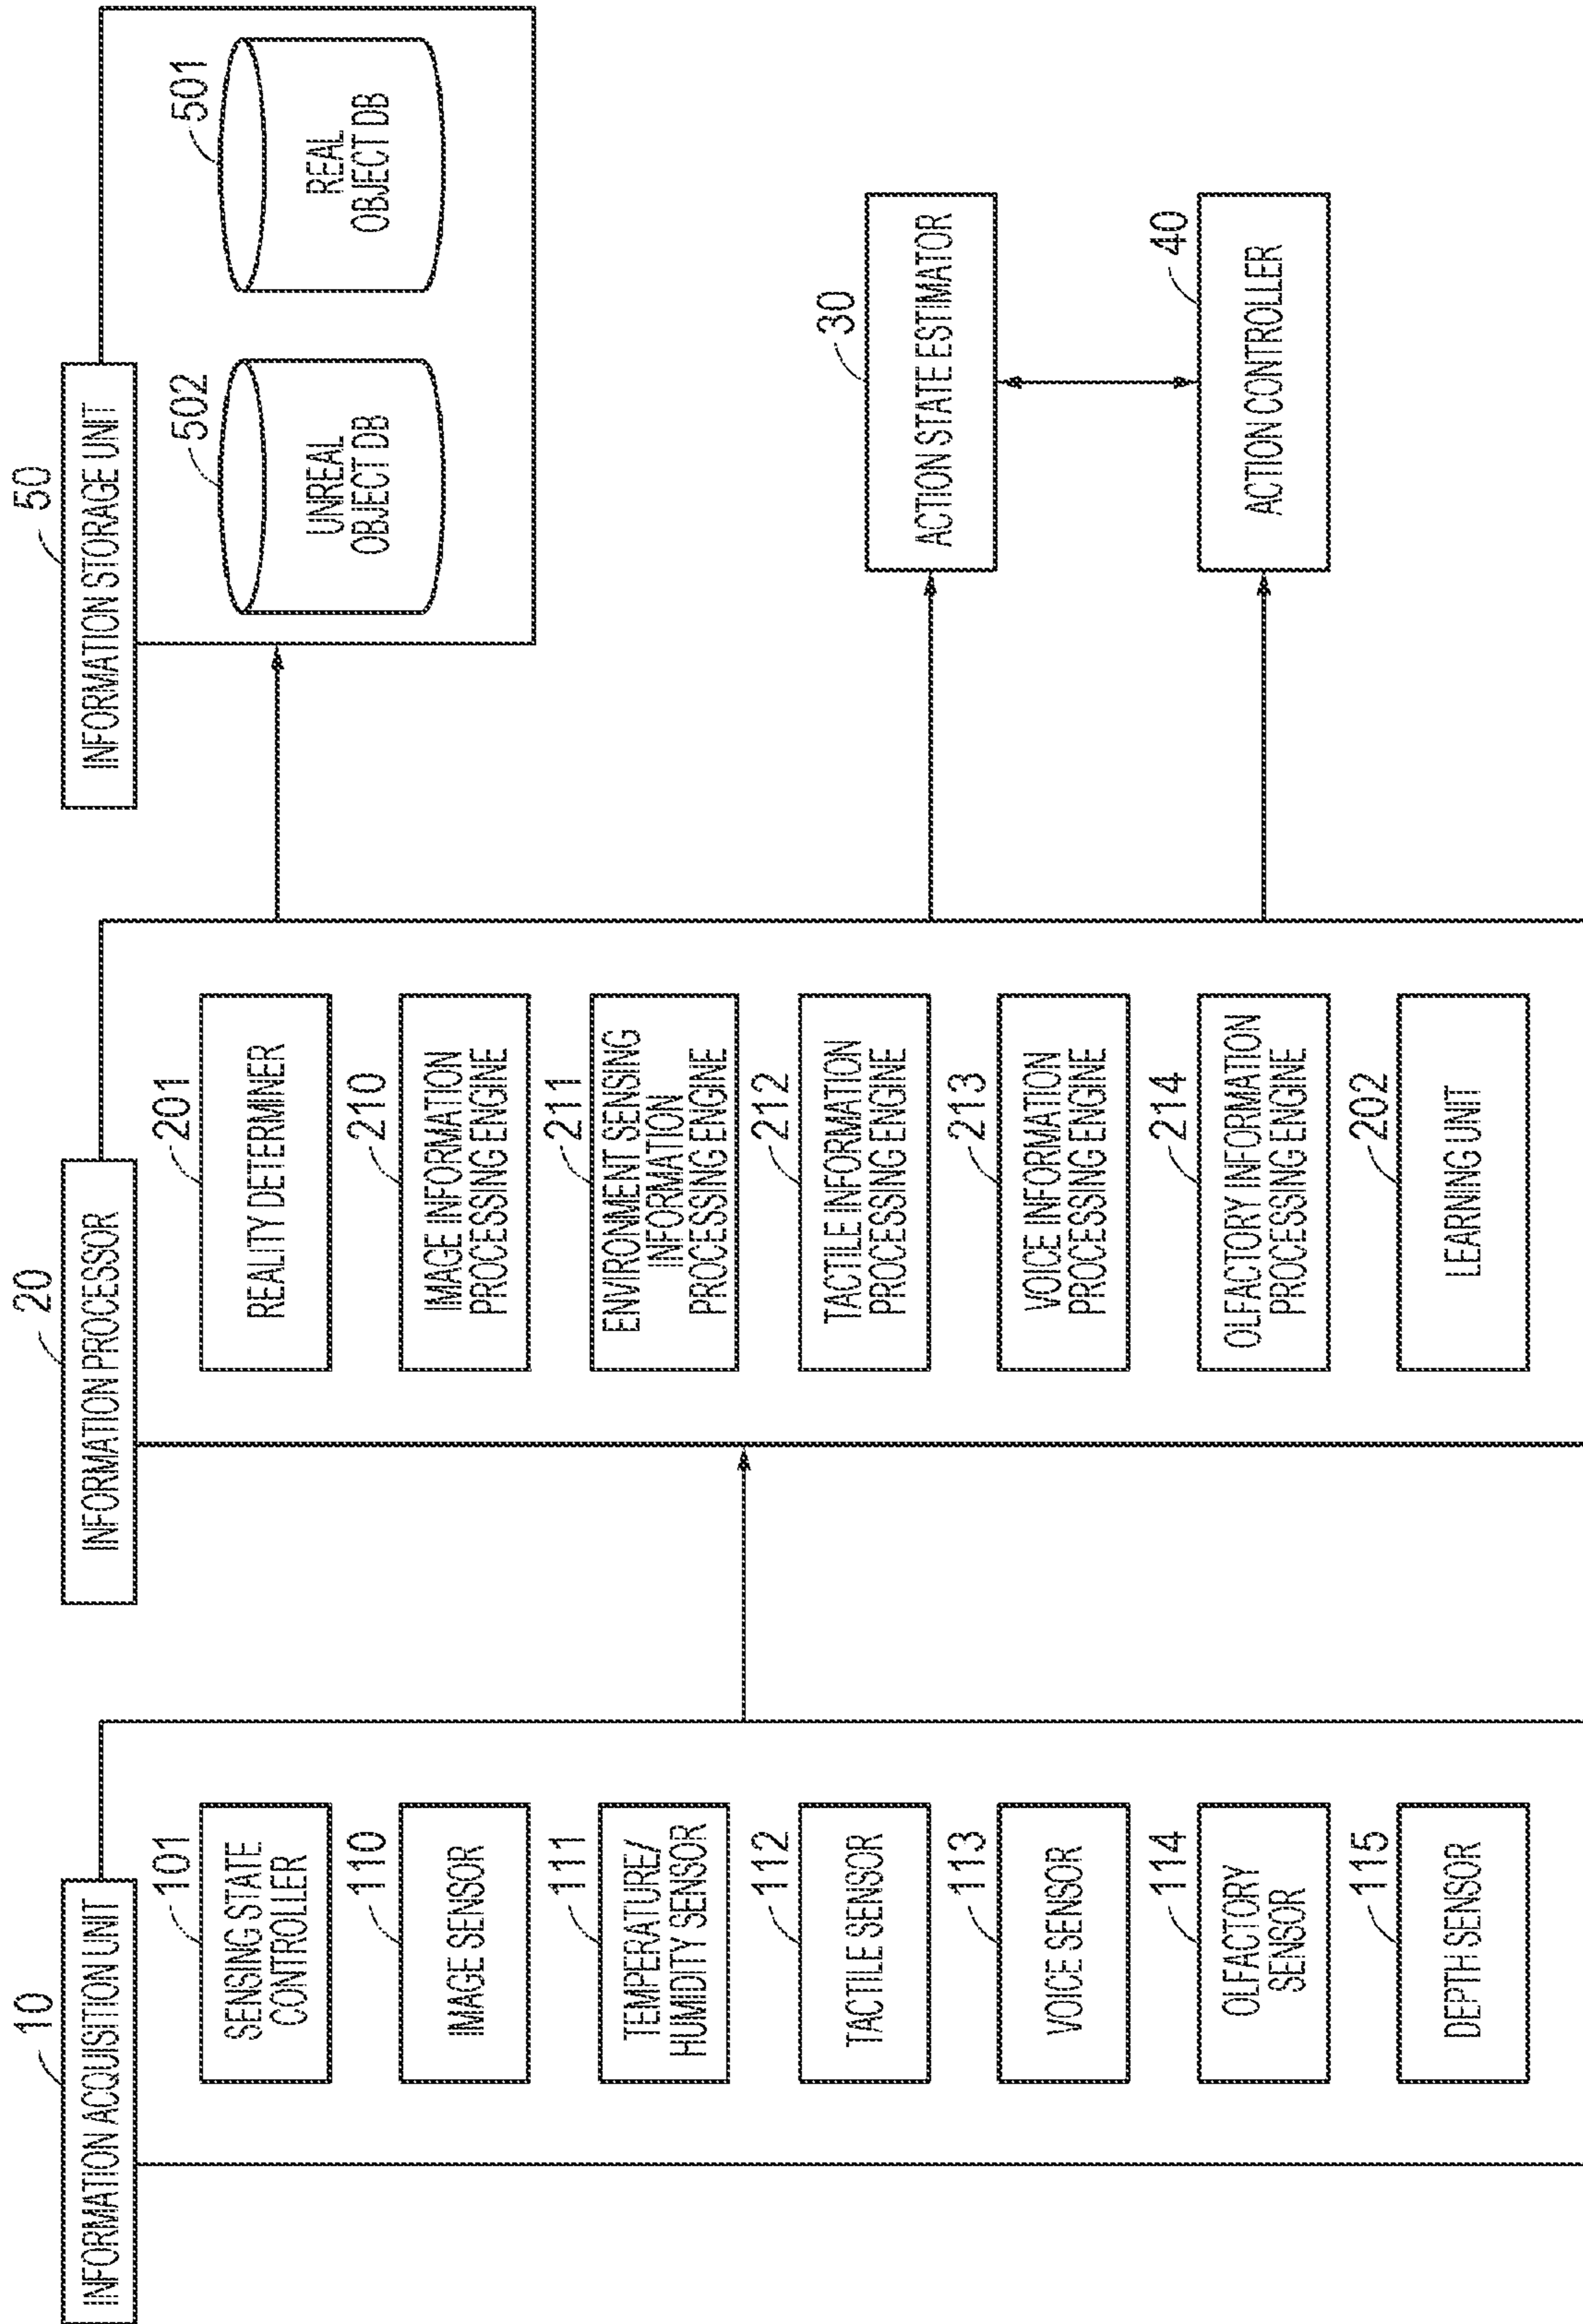 10
INFORMATION ACQUISITION UNIT
101
SENSING STATE
CONTROLLER
110
IMAGE SENSOR
111
TEMPERATURE/
HUMIDITY SENSOR
112
TACTILE SENSOR
113
VOICE SENSOR
114
OLFACTORY
SENSOR
115
DEPTH SENSOR
20
INFORMATION PROCESSOR
201
REALITY DETERMINER
210
IMAGE INFORMATION
PROCESSING ENGINE
211
ENVIRONMENT SENSING
INFORMATION
PROCESSING ENGINE
212
TACTILE INFORMATION
PROCESSING ENGINE
213
VOICE INFORMATION
PROCESSING ENGINE
214
OLFACTORY INFORMATION
PROCESSING ENGINE
202
LEARNING UNIT
50
INFORMATION STORAGE UNIT
502
UNREAL
OBJECT DB
501
REAL
OBJECT DB
30
ACTION STATE ESTIMATOR
40
ACTION CONTROLLER